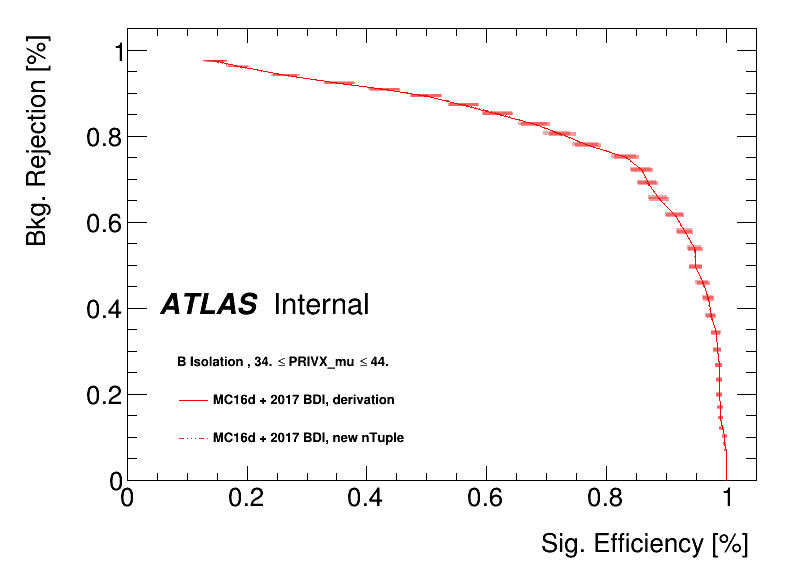 Bkg. Rejection [%]
1
0.8
0.6
0.4
0.2
0
ATLAS Internal
B Isolation , 34. ≤ PRIVX_mu ≤ 44.
MC16d + 2017 BDI, derivation
MC16d + 2017 BDI, new nTuple
0 0.2 0.4 0.6 0.8 1
Sig. Efficiency [%]